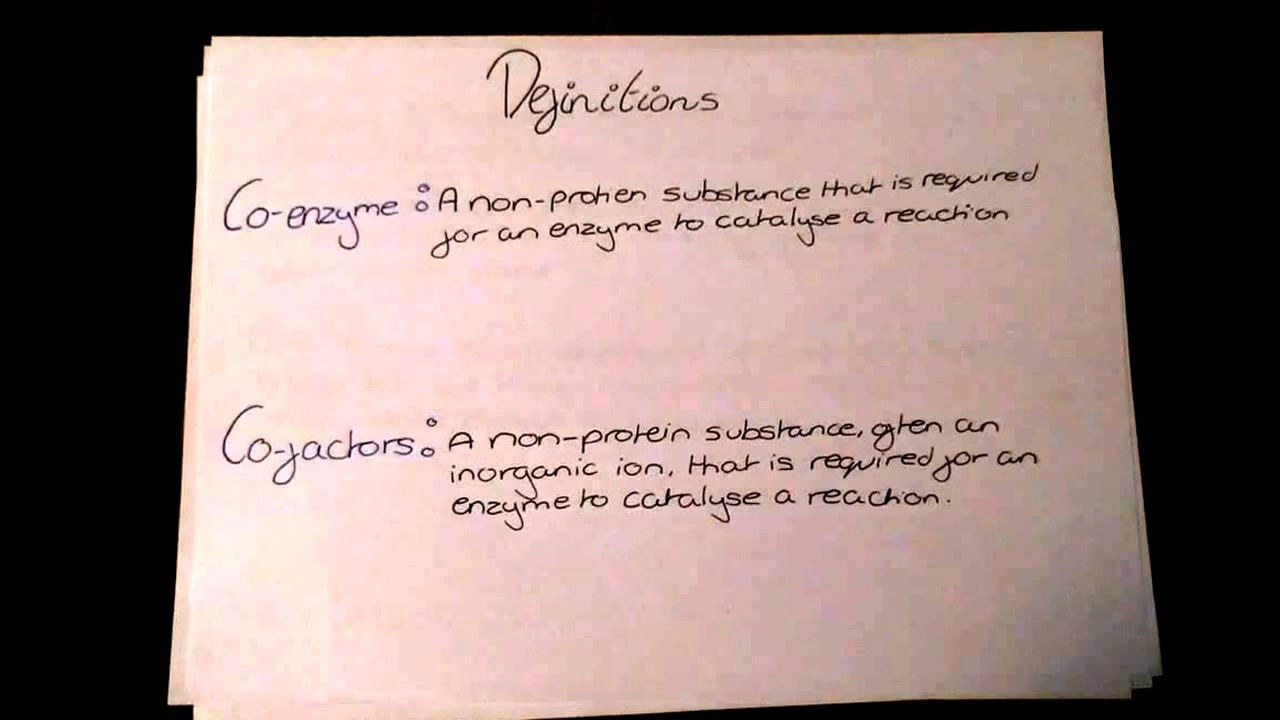 Definitions
Co-enzyme : A non-protien substance that is required
for an enzyme to catalyse a reaction
Co-factors: A non-protein substance, often an
inorganic ion, that is required for an
enzyme to catalyse a reaction.